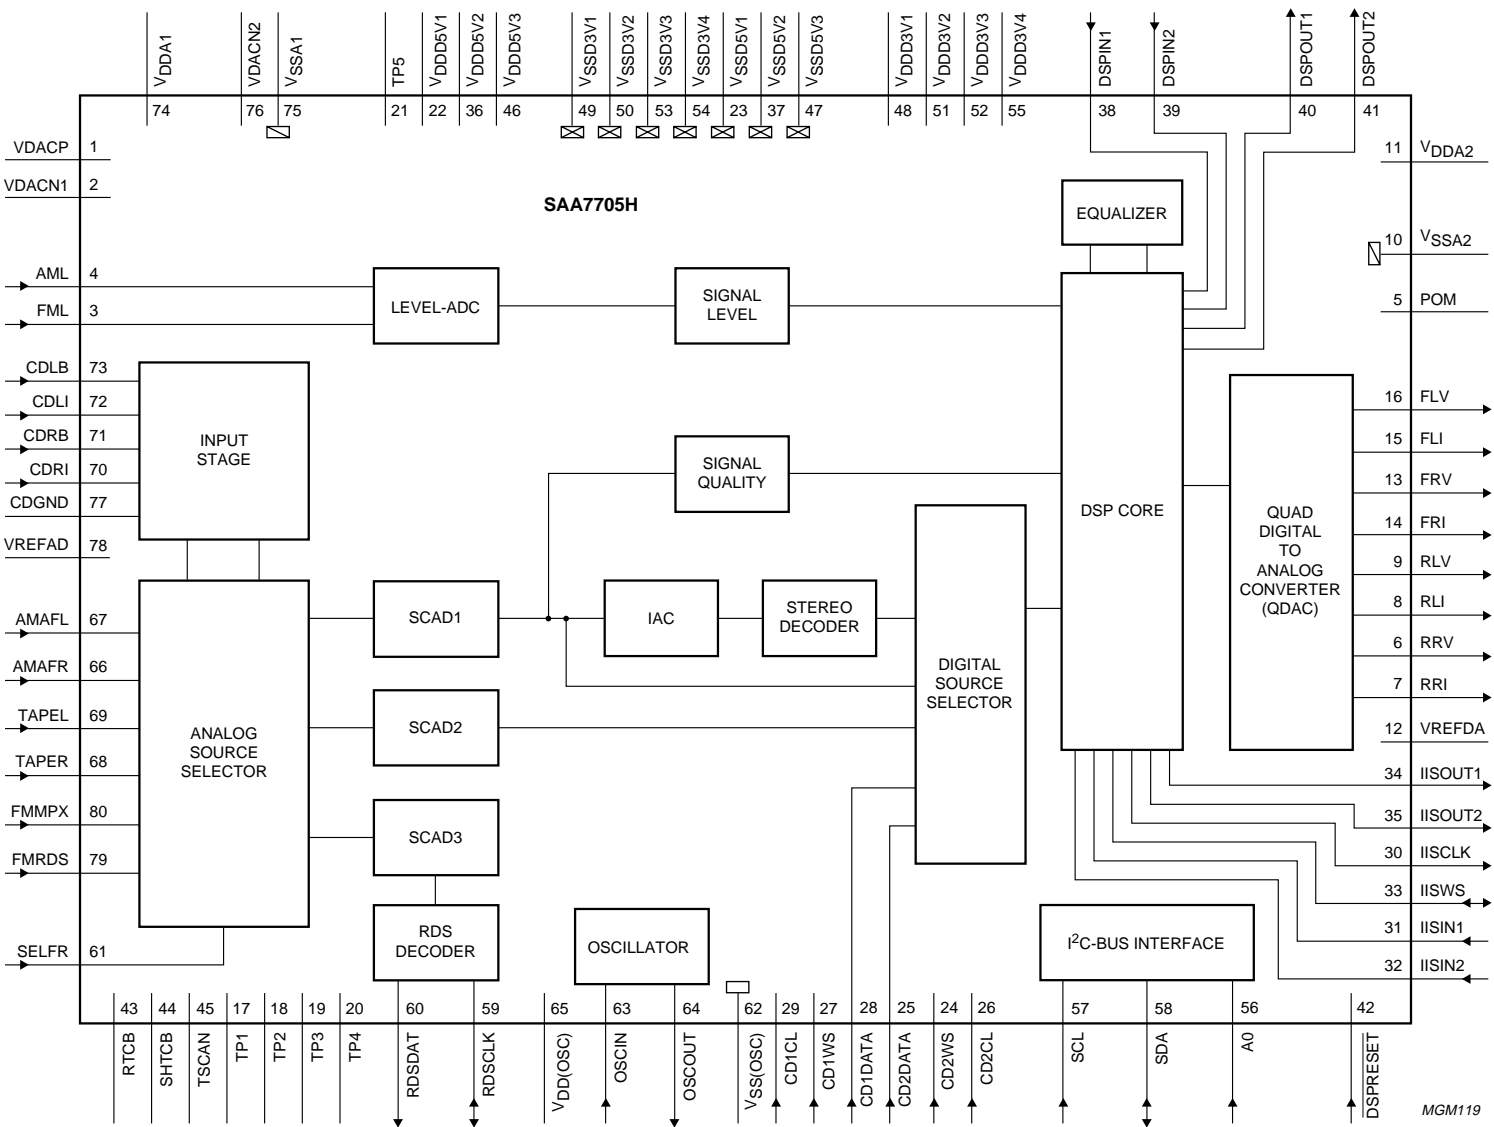 VDDA1
VDACN2
VSSA1
TP5
VDDD5V1
VDDD5V2
VDDD5V3
VSSD3V1
VSSD3V2
VSSD3V3
VSSD3V4
VSSD5V1
VSSD5V2
VSSD5V3
VDDD3V1
VDDD3V2
VDDD3V3
VDDD3V4
DSPIN1
DSPIN2
DSPOUT1
DSPOUT2
74 76 75 21 22 36 46 49 50 53 54 23 37 47 48 51 52 55 38 39 40 41
VDACP 1
VDACN1 2
AML 4
FML 3
CDLB 73
CDLI 72
CDRB 71
CDRI 70
CDGND 77
VREFAD 78
AMAFL 67
AMAFR 66
TAPEL 69
TAPER 68
FMMPX 80
FMRDS 79
SELFR 61
SAA7705H
EQUALIZER
LEVEL-ADC
SIGNAL
LEVEL
INPUT
STAGE
SIGNAL
QUALITY
DSP CORE
QUAD
DIGITAL
TO
ANALOG
CONVERTER
(QDAC)
SCAD1
IAC
STEREO
DECODER
DIGITAL
SOURCE
SELECTOR
ANALOG
SOURCE
SELECTOR
SCAD2
SCAD3
RDS
DECODER
OSCILLATOR
I2C-BUS INTERFACE
11 VDDA2
10 VSSA2
5 POM
16 FLV
15 FLI
13 FRV
14 FRI
9 RLV
8 RLI
6 RRV
7 RRI
12 VREFDA
34 IISOUT1
35 IISOUT2
30 IISCLK
33 IISWS
31 IISIN1
32 IISIN2
43 44 45 17 18 19 20 60 59 65 63 64 62 29 27 28 25 24 26 57 58 56 42
RTCB
SHTCB
TSCAN
TP1
TP2
TP3
TP4
RDSDAT
RDSCLK
VDD(OSC)
OSCIN
OSCOUT
VSS(OSC)
CD1CL
CD1WS
CD1DATA
CD2DATA
CD2WS
CD2CL
SCL
SDA
A0
DSPRESET
MGM119